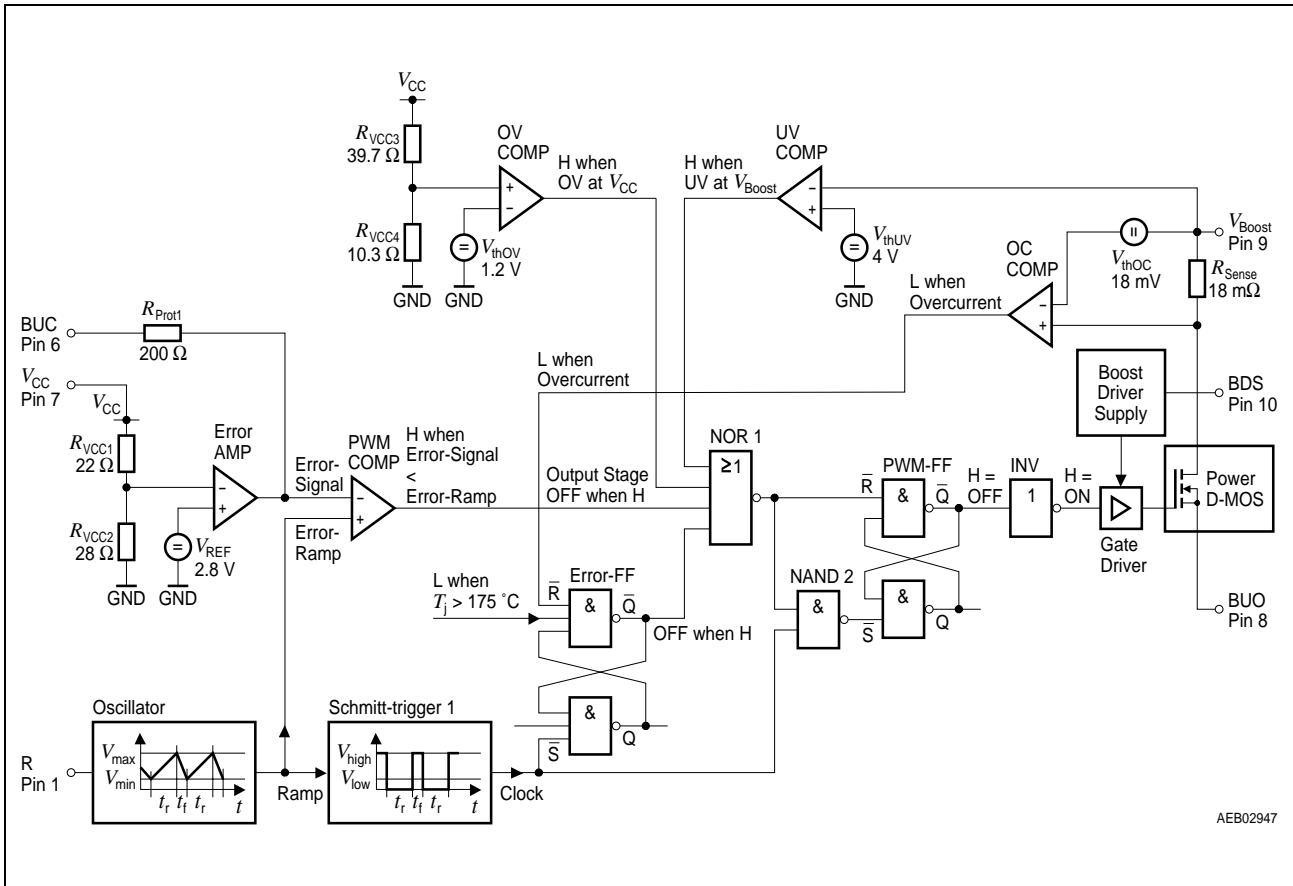 VCC
RVCC3
39.7 Ω
OV
COMP
H when
OV at VCC
RVCC4
10.3 Ω
VthOV
1.2 V
GND
GND
UV
COMP
H when
UV at VBoost
VthUV
4 V
GND
VBoost
Pin 9
OC
COMP
VthOC
18 mV
RSense
18 mΩ
L when
Overcurrent
BUC
Pin 6
RProt1
200 Ω
VCC
Pin 7
VCC
RVCC1
22 Ω
Error
AMP
RVCC2
28 Ω
VREF
2.8 V
GND
GND
Error-
Signal
Error-
Ramp
PWM
COMP
H when
Error-Signal
<
Error-Ramp
L when
Overcurrent
Output Stage
OFF when H
NOR 1
≥1
Boost
Driver
Supply
BDS
Pin 10
PWM-FF
R̅
&
Q̅
H =
OFF
INV
1
H =
ON
Gate
Driver
Power
D-MOS
BUO
Pin 8
L when
Tj > 175 ˚C
Error-FF
R̅
&
Q̅
OFF when H
NAND 2
&
S̅
&
Q
&
S̅
Q
R
Pin 1
Oscillator
Vmax
Vmin
tr tf tr t
Ramp
Schmitt-trigger 1
Vhigh
Vlow
tr tf tr t
Clock
AEB02947